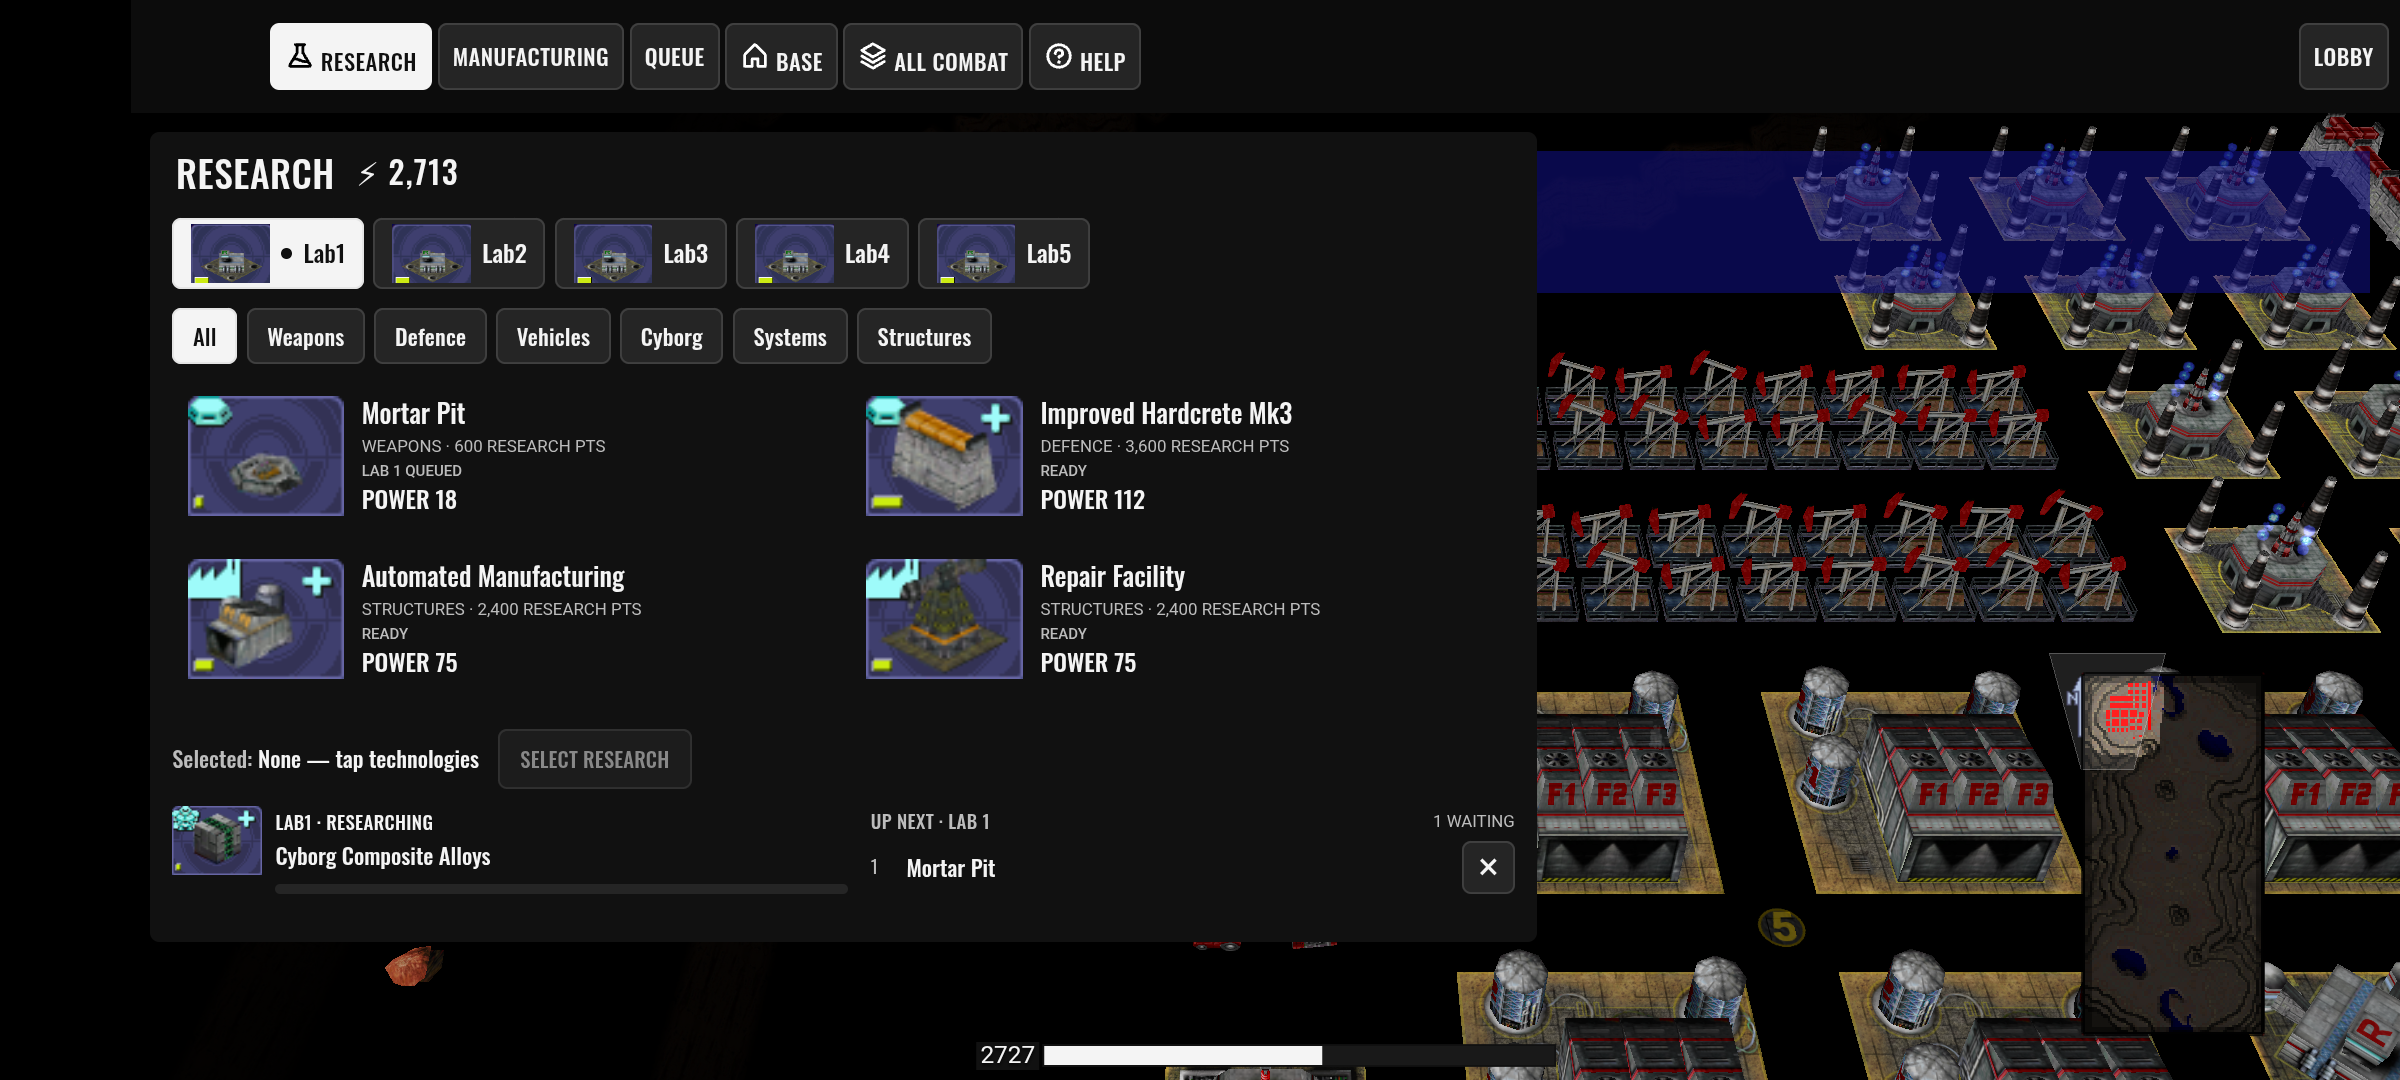 RESEARCH
MANUFACTURING
QUEUE
BASE
ALL COMBAT
HELP
LOBBY
RESEARCH ⚡ 2,713
Lab1
Lab2
Lab3
Lab4
Lab5
All
Weapons
Defence
Vehicles
Cyborg
Systems
Structures
Mortar Pit
WEAPONS · 600 RESEARCH PTS
LAB 1 QUEUED
POWER 18
Improved Hardcrete Mk3
DEFENCE · 3,600 RESEARCH PTS
READY
POWER 112
Automated Manufacturing
STRUCTURES · 2,400 RESEARCH PTS
READY
POWER 75
Repair Facility
STRUCTURES · 2,400 RESEARCH PTS
READY
POWER 75
Selected: None — tap technologies
SELECT RESEARCH
LAB1 · RESEARCHING
Cyborg Composite Alloys
UP NEXT · LAB 1
1 WAITING
1 Mortar Pit
N
F1 F2 F3
F1 F2 F3
F1 F2
5
R
2727